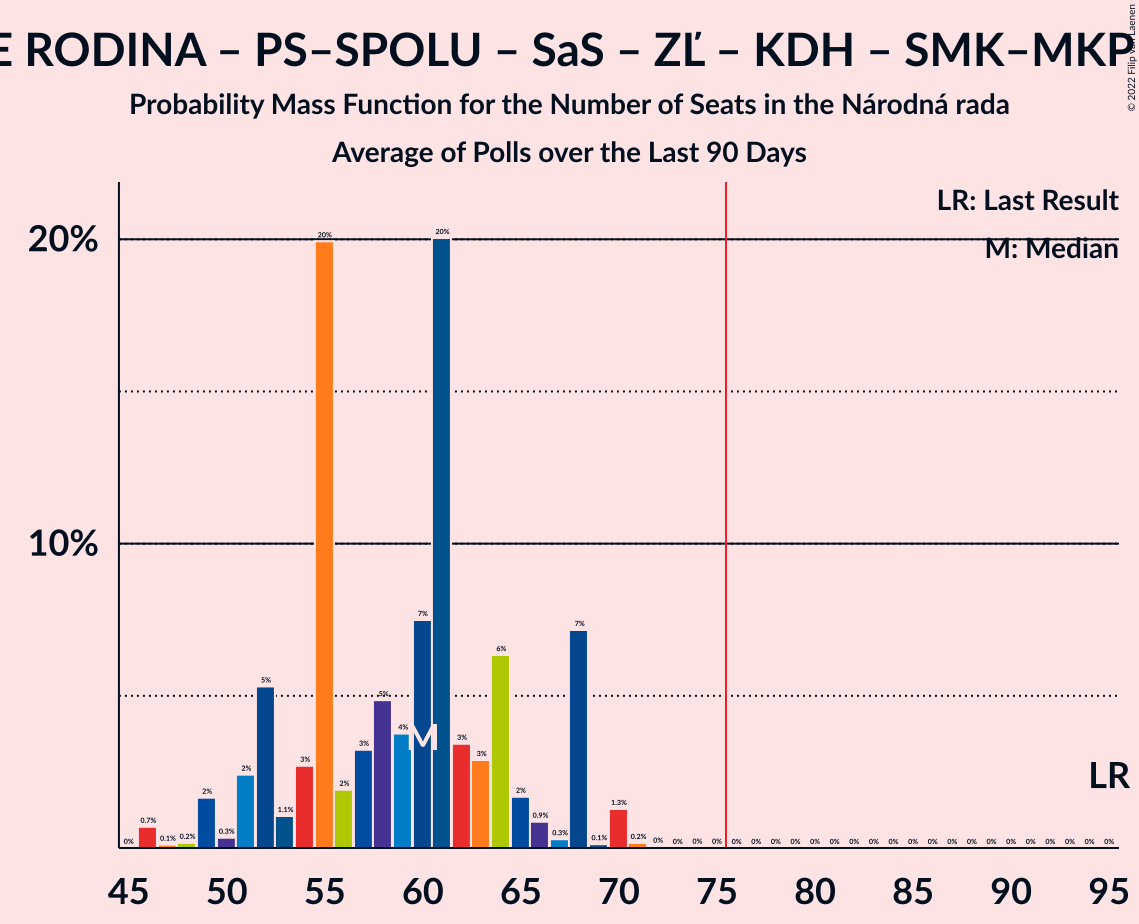 E RODINA – PS–SPOLU – SaS – ZĽ – KDH – SMK–MKP
© 2022 Filip van Laenen
Probability Mass Function for the Number of Seats in the Národná rada
Average of Polls over the Last 90 Days
LR: Last Result
M: Median
20%
10%
0% 0.7% 0.1% 0.2% 2% 0.3% 2% 5% 1.1% 3% 20% 2% 3% 5% 4% 7% 20% 3% 3% 6% 2% 0.9% 0.3% 7% 0.1% 1.3% 0.2% 0% 0% 0% 0% 0% 0% 0% 0% 0% 0% 0% 0% 0% 0% 0% 0% 0% 0% 0% 0% 0% 0% 0% 0%
M
LR
45 50 55 60 65 70 75 80 85 90 95